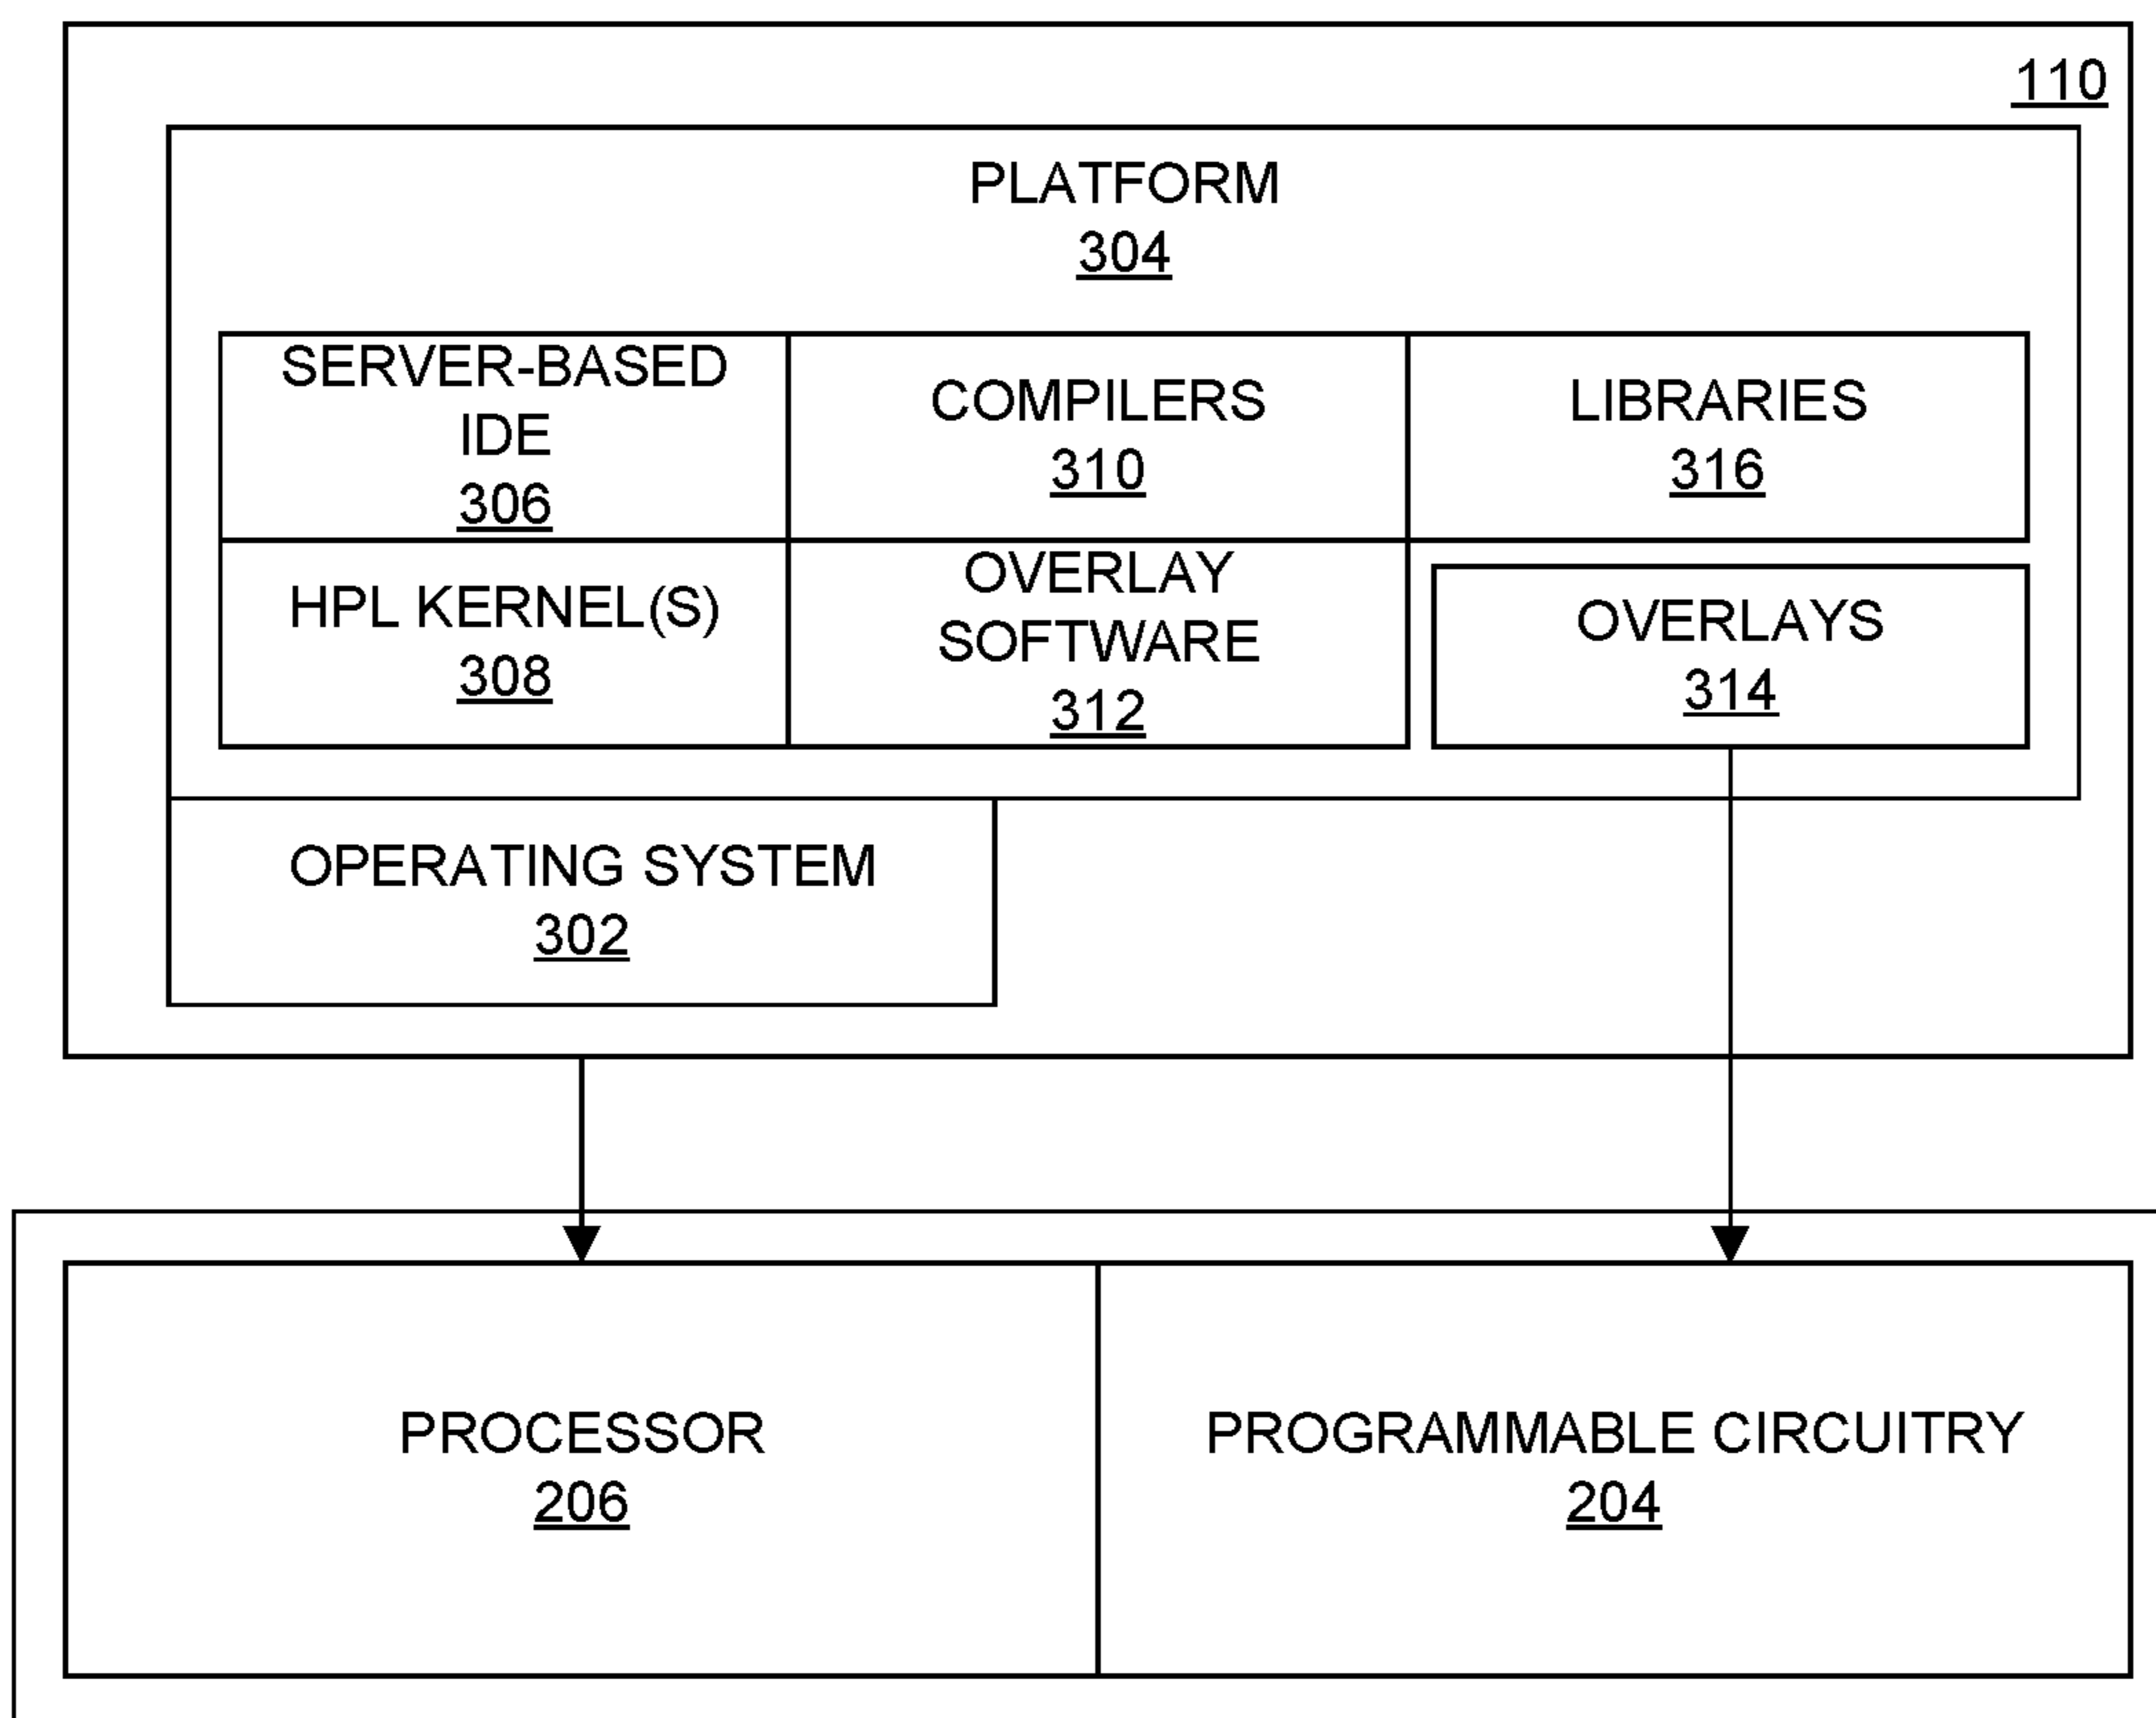 110
PLATFORM
304
SERVER-BASED
IDE
306
COMPILERS
310
LIBRARIES
316
HPL KERNEL(S)
308
OVERLAY
SOFTWARE
312
OVERLAYS
314
OPERATING SYSTEM
302
PROCESSOR
206
PROGRAMMABLE CIRCUITRY
204